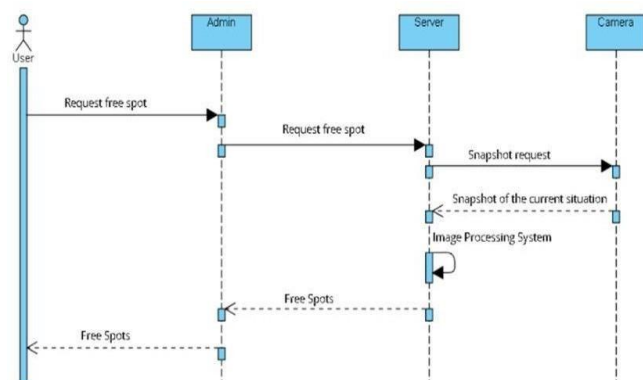 Admin
Server
Camera
User
Request free spot
Request free spot
Snapshot request
Snapshot of the current situation
Image Processing System
Free Spots
Free Spots